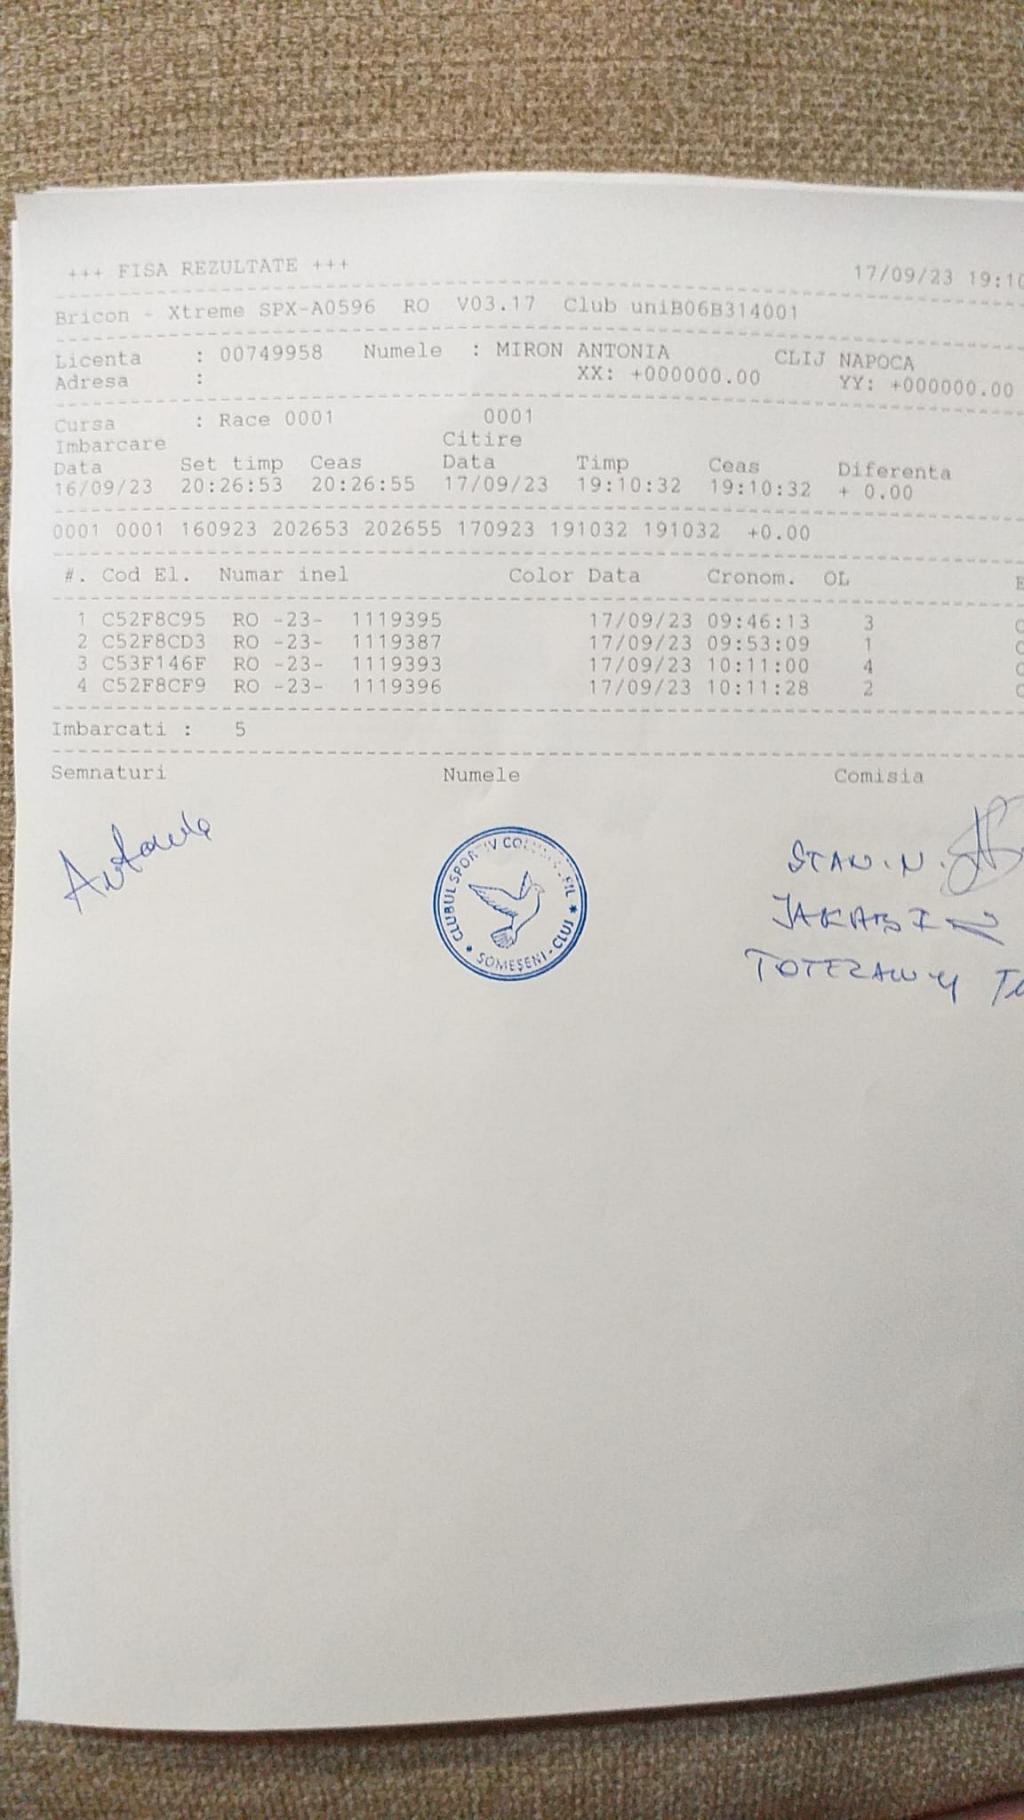 +++ FISA REZULTATE +++ 17/09/23 19:10
Bricon - Xtreme SPX-A0596 RO V03.17 Club uniB06B314001
Licenta : 00749958 Numele : MIRON ANTONIA CLIJ NAPOCA
Adresa : XX: +000000.00 YY: +000000.00
Cursa : Race 0001 0001
Imbarcare Citire
Data Set timp Ceas Data Timp Ceas Diferenta
16/09/23 20:26:53 20:26:55 17/09/23 19:10:32 19:10:32 + 0.00
0001 0001 160923 202653 202655 170923 191032 191032 +0.00
#. Cod El. Numar inel Color Data Cronom. OL
1 C52F8C95 RO -23- 1119395 17/09/23 09:46:13 3
2 C52F8CD3 RO -23- 1119387 17/09/23 09:53:09 1
3 C53F146F RO -23- 1119393 17/09/23 10:11:00 4
4 C52F8CF9 RO -23- 1119396 17/09/23 10:11:28 2
Imbarcati : 5
Semnaturi Numele Comisia
Antonia
CLUBUL SPORTIV
SOMEȘENI - CLUJ
STAN.N.